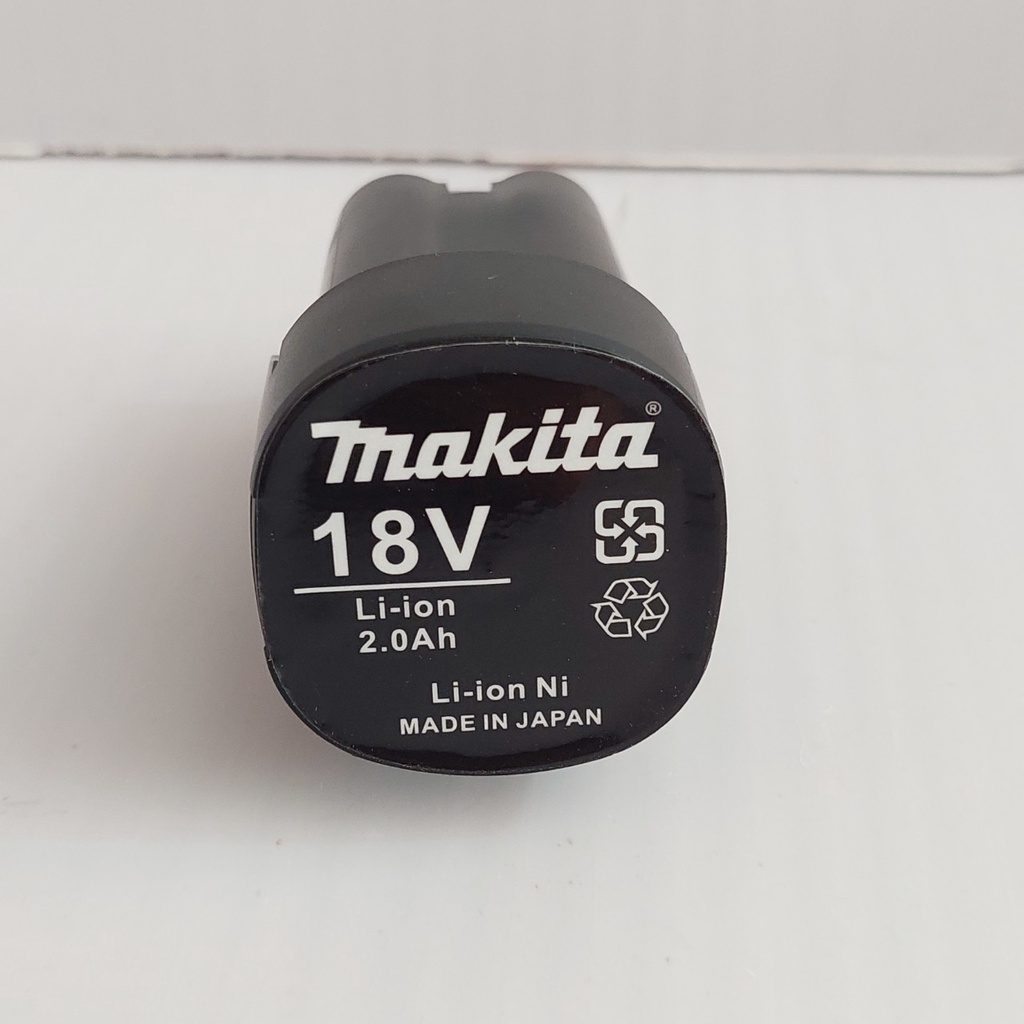 makita®
18V
Li-ion
2.0Ah
Li-ion Ni
MADE IN JAPAN